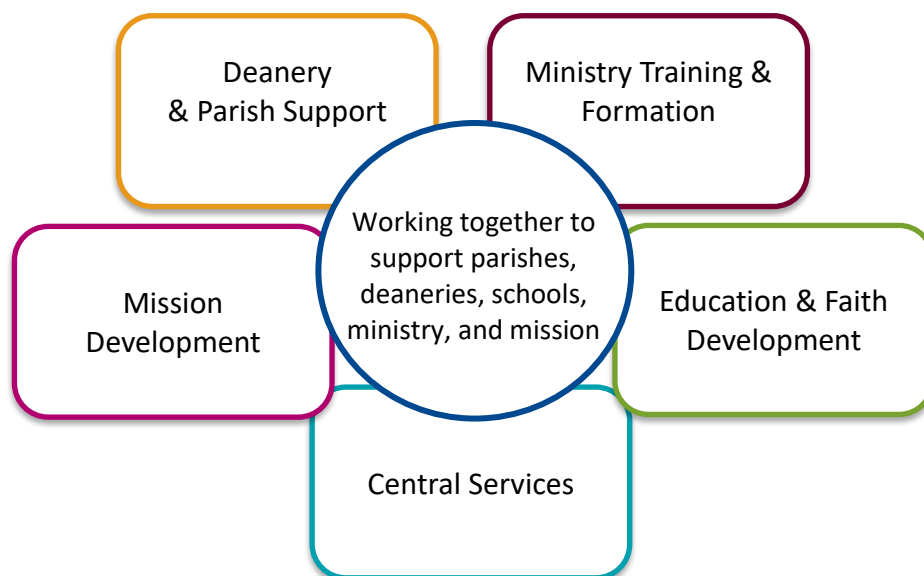 Deanery
& Parish Support
Ministry Training &
Formation
Working together to
support parishes,
deaneries, schools,
ministry, and mission
Mission
Development
Education & Faith
Development
Central Services